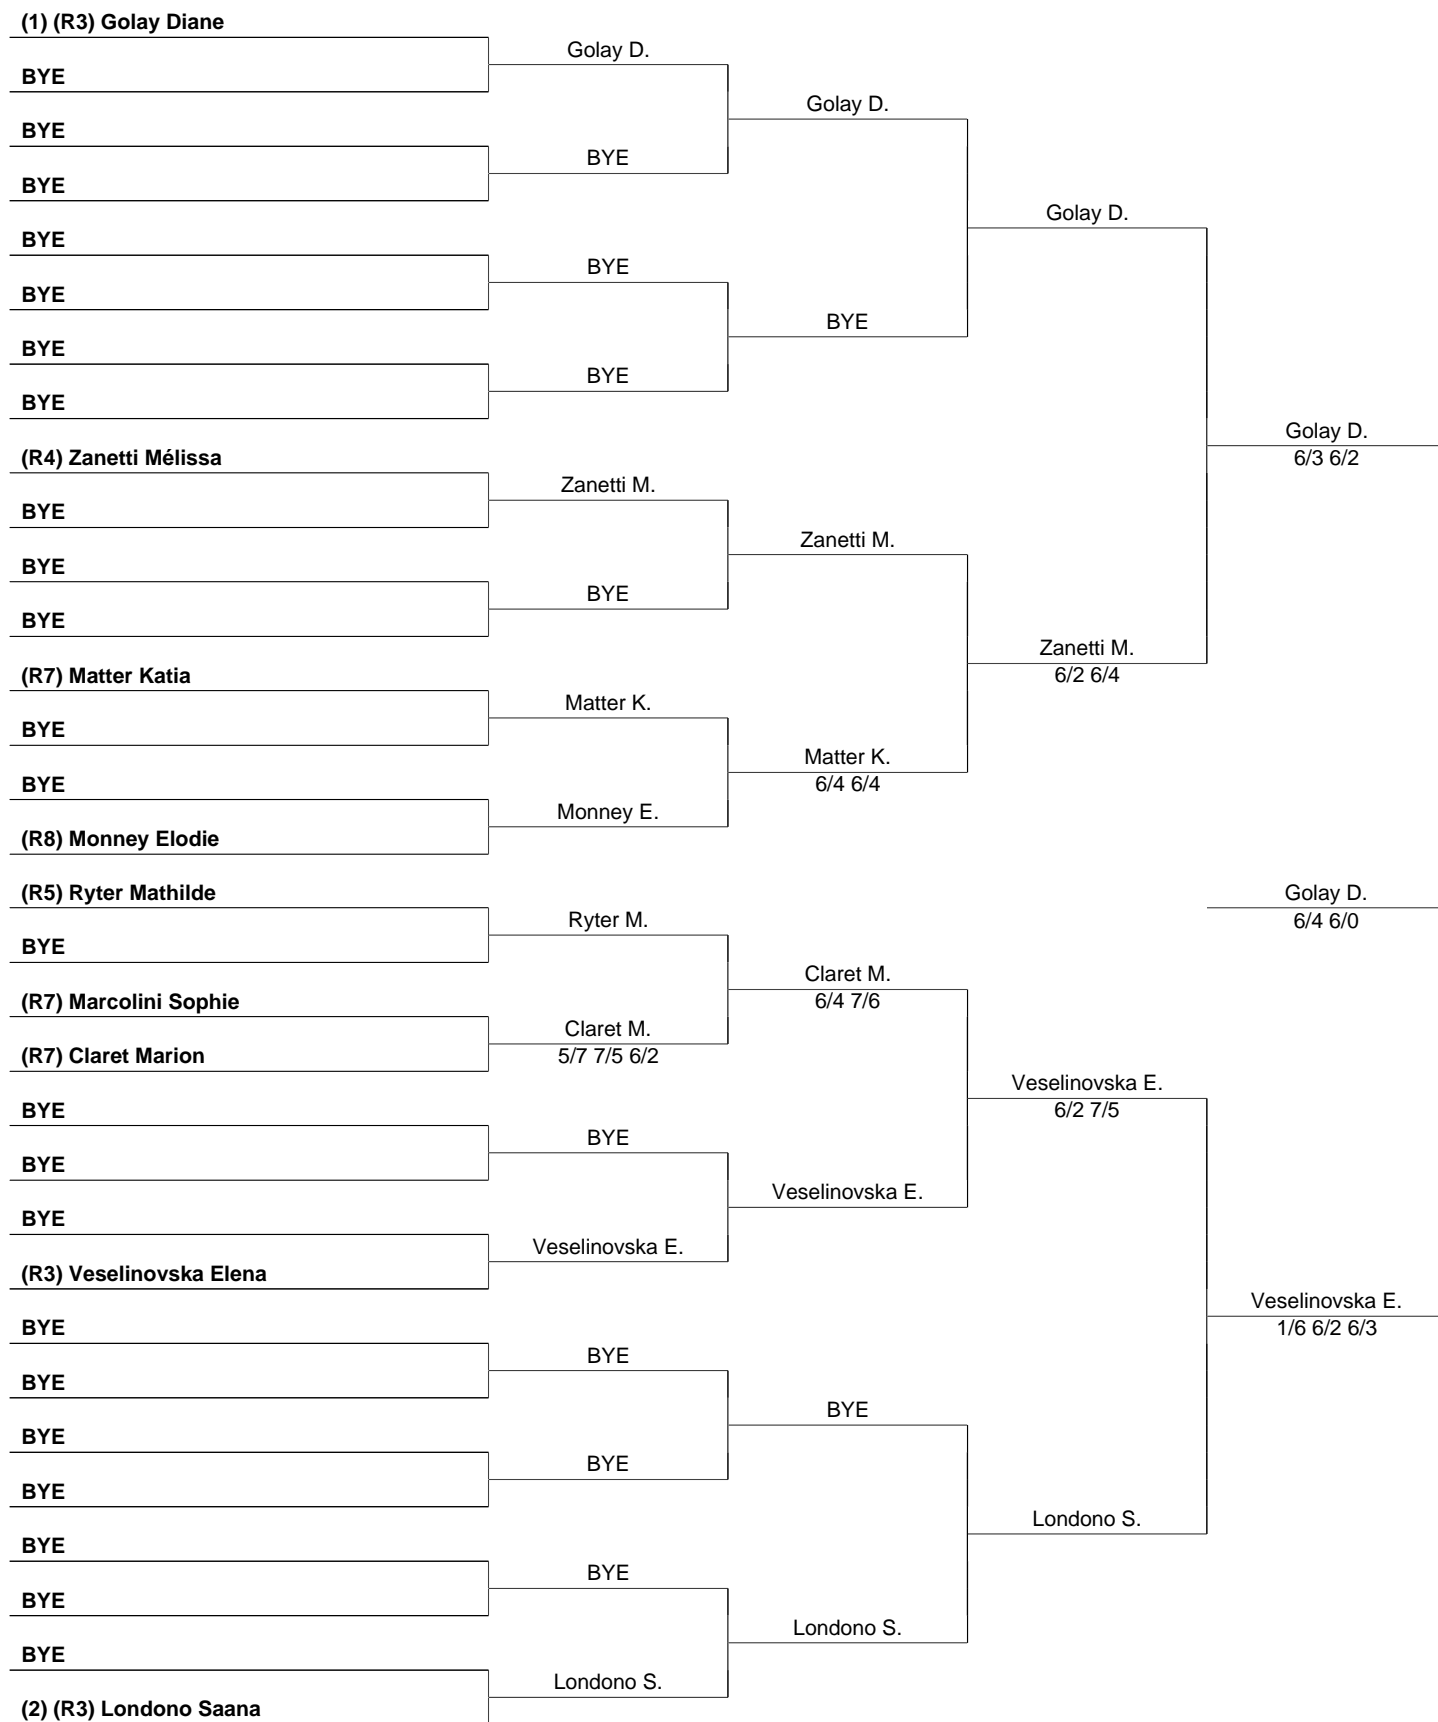 (1) (R3) Golay Diane
Golay D.
BYE
Golay D.
BYE
BYE
BYE
Golay D.
BYE
BYE
BYE
BYE
BYE
BYE
BYE
Golay D.
6/3 6/2
(R4) Zanetti Mélissa
Zanetti M.
BYE
Zanetti M.
BYE
BYE
BYE
Zanetti M.
6/2 6/4
(R7) Matter Katia
Matter K.
BYE
Matter K.
6/4 6/4
BYE
Monney E.
(R8) Monney Elodie
(R5) Ryter Mathilde
Golay D.
6/4 6/0
Ryter M.
BYE
Claret M.
6/4 7/6
(R7) Marcolini Sophie
Claret M.
5/7 7/5 6/2
(R7) Claret Marion
Veselinovska E.
6/2 7/5
BYE
BYE
BYE
Veselinovska E.
BYE
Veselinovska E.
(R3) Veselinovska Elena
Veselinovska E.
1/6 6/2 6/3
BYE
BYE
BYE
BYE
BYE
BYE
BYE
Londono S.
BYE
BYE
BYE
Londono S.
BYE
Londono S.
(2) (R3) Londono Saana